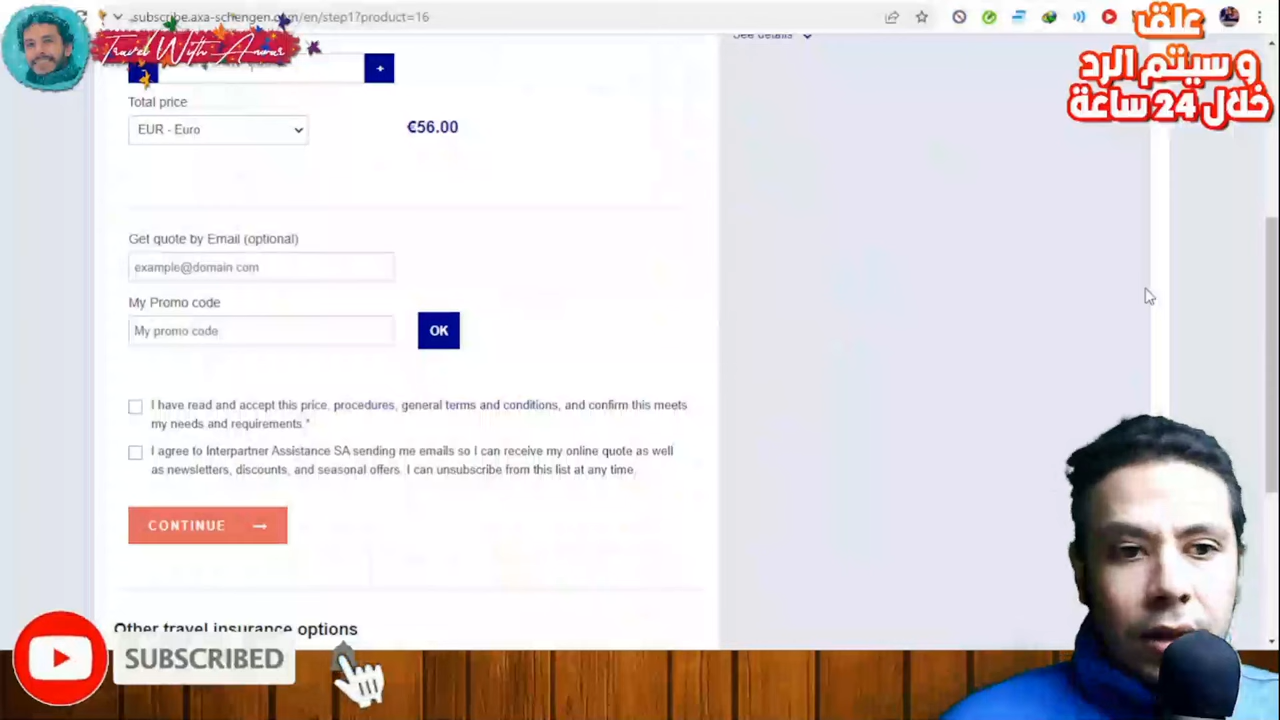 subscribe.axa-schengen.com/en/step1?product=16
Travel With Anouar
علق
و سيتم الرد
خلال 24 ساعة
See details
+
Total price
EUR - Euro
€56.00
Get quote by Email (optional)
example@domain com
My Promo code
My promo code
OK
I have read and accept this price, procedures, general terms and conditions, and confirm this meets
my needs and requirements.*
I agree to Interpartner Assistance SA sending me emails so I can receive my online quote as well
as newsletters, discounts, and seasonal offers. I can unsubscribe from this list at any time.
CONTINUE →
Other travel insurance options
SUBSCRIBED